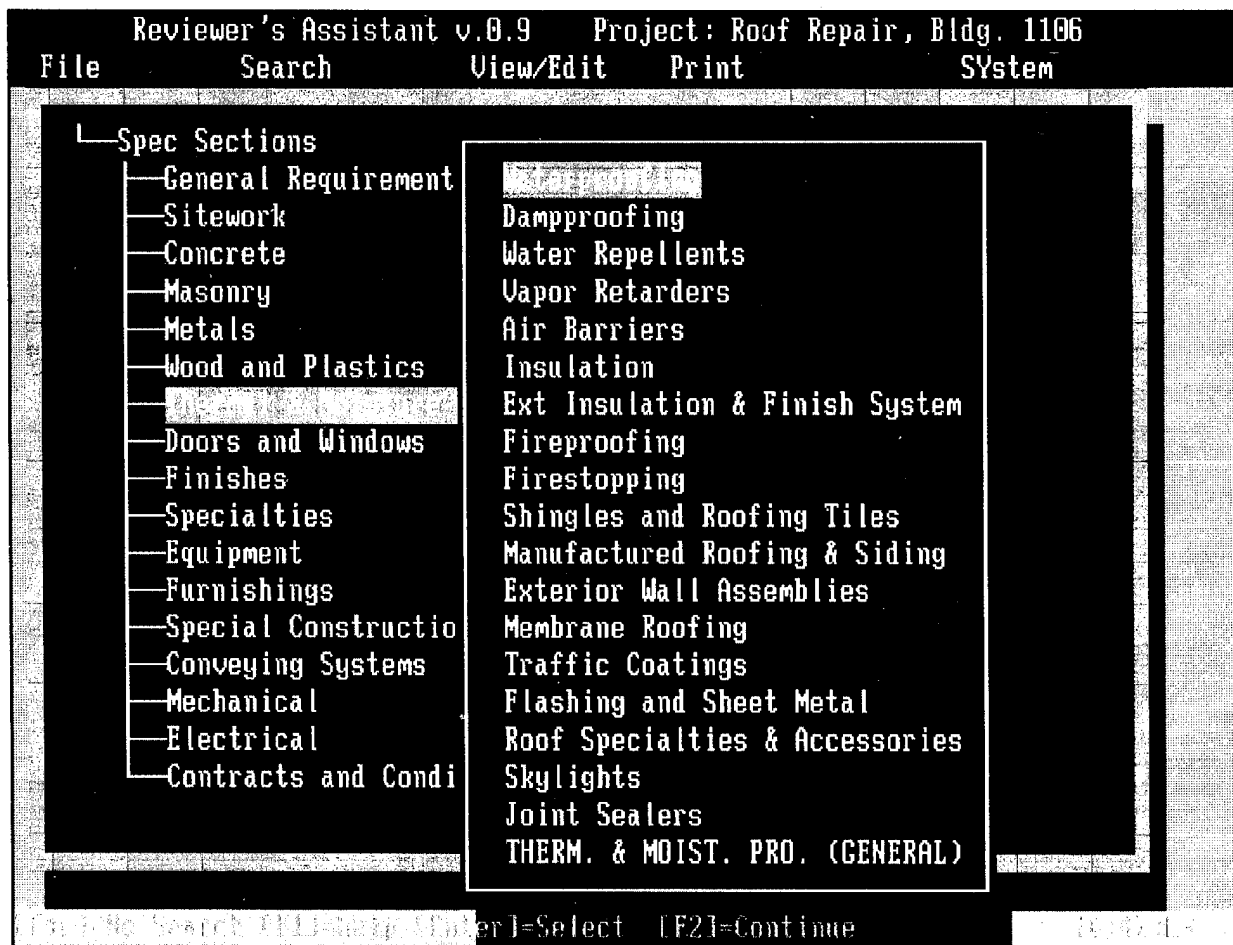 Reviewer's Assistant v.0.9 Project: Roof Repair, Bldg. 1106
File Search View/Edit Print SYstem
Spec Sections
General Requirement
Sitework
Concrete
Masonry
Metals
Wood and Plastics
Doors and Windows
Finishes
Specialties
Equipment
Furnishings
Special Constructio
Conveying Systems
Mechanical
Electrical
Contracts and Condi
Waterproofing
Dampproofing
Water Repellents
Vapor Retarders
Air Barriers
Insulation
Ext Insulation & Finish System
Fireproofing
Firestopping
Shingles and Roofing Tiles
Manufactured Roofing & Siding
Exterior Wall Assemblies
Membrane Roofing
Traffic Coatings
Flashing and Sheet Metal
Roof Specialties & Accessories
Skylights
Joint Sealers
THERM. & MOIST. PRO. (GENERAL)
Search [Enter]=Select [F2]=Continue